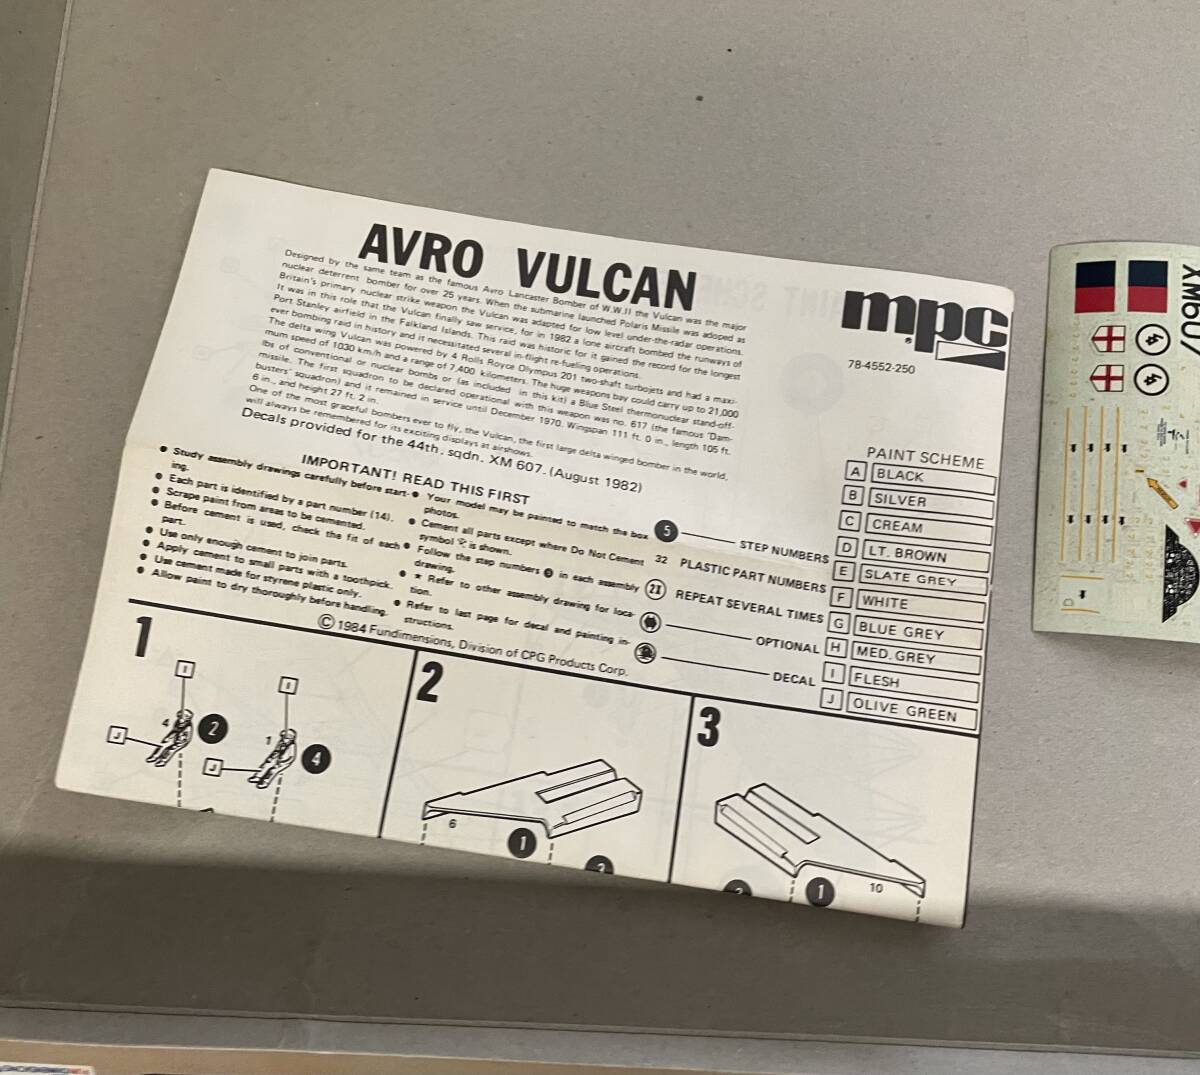 AVRO VULCAN
Designed by the same team as the famous Avro Lancaster Bomber of W.W.II the Vulcan was the major
nuclear deterrent bomber for over 25 years. When the submarine launched Polaris Missile was adoped as
Britain's primary nuclear strike weapon the Vulcan was adapted for low level under-the-radar operations.
It was in this role that the Vulcan finally saw service, for in 1982 a lone aircraft bombed the runways of
Port Stanley airfield in the Falkland Islands. This raid was historic for it gained the record for the longest
ever bombing raid in history and it necessitated several in-flight re-fueling operations.
The delta wing Vulcan was powered by 4 Rolls Royce Olympus 201 two-shaft turbojets and had a maxi-
mum speed of 1030 km/h and a range of 7,400 kilometers. The huge weapons bay could carry up to 21,000
lbs of conventional or nuclear bombs or (as included in this kit) a Blue Steel thermonuclear stand-off-
missile. The first squadron to be declared operational with this weapon was no. 617 (the famous 'Dam-
busters' squadron) and it remained in service until December 1970. Wingspan 111 ft. 0 in., length 105 ft.
6 in., and height 27 ft. 2 in.
One of the most graceful bombers ever to fly, the Vulcan, the first large delta winged bomber in the world,
will always be remembered for its exciting displays at airshows.
Decals provided for the 44th. sqdn. XM 607. (August 1982)
mpc
78-4552-250
IMPORTANT! READ THIS FIRST
● Study assembly drawings carefully before start-
ing.
● Each part is identified by a part number (14).
● Scrape paint from areas to be cemented.
● Before cement is used, check the fit of each
part.
● Use only enough cement to join parts.
● Apply cement to small parts with a toothpick.
● Use cement made for styrene plastic only.
● Allow paint to dry thoroughly before handling.
● Your model may be painted to match the box
photos.
● Cement all parts except where Do Not Cement
symbol is shown.
● Follow the step numbers in each assembly
drawing.
● ★ Refer to other assembly drawing for loca-
tion.
● Refer to last page for decal and painting in-
structions.
© 1984 Fundimensions, Division of CPG Products Corp.
5 STEP NUMBERS
32 PLASTIC PART NUMBERS
21 REPEAT SEVERAL TIMES
OPTIONAL
DECAL
PAINT SCHEME
A BLACK
B SILVER
C CREAM
D LT. BROWN
E SLATE GREY
F WHITE
G BLUE GREY
H MED. GREY
I FLESH
J OLIVE GREEN
1
I
J
4
2
I
J
1
4
2
6
1
3
1
10
XM607